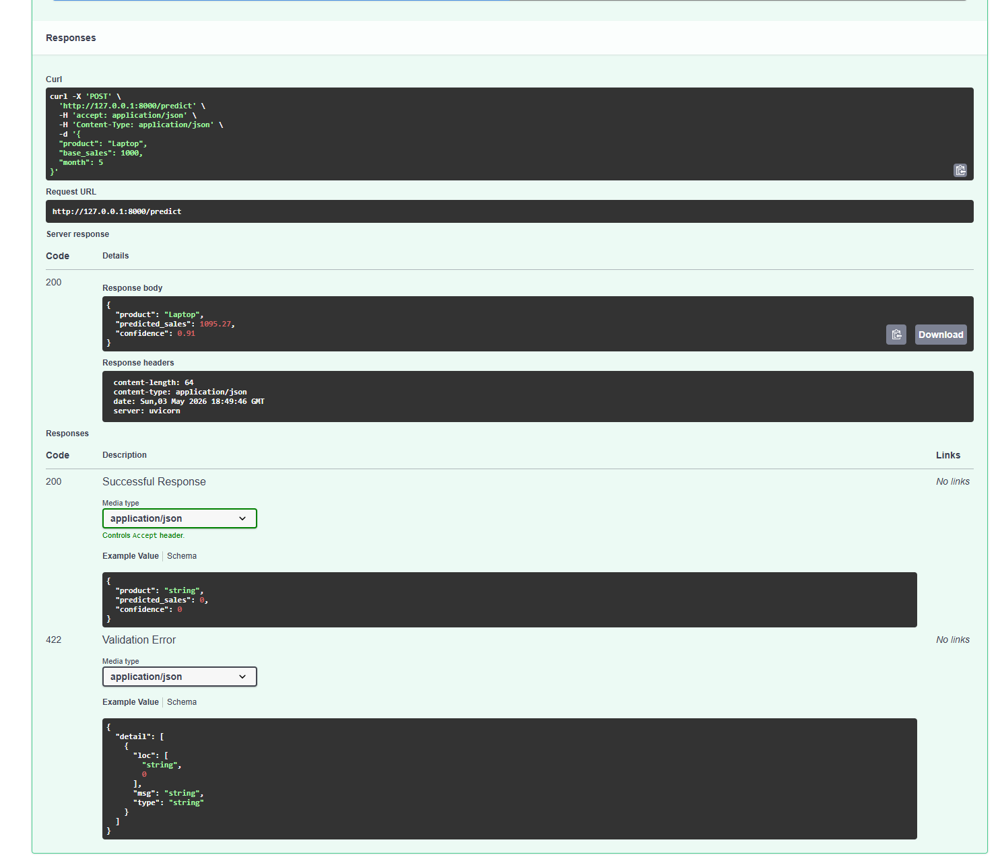 Responses
Curl
curl -X 'POST' \
'http://127.0.0.1:8000/predict' \
-H 'accept: application/json' \
-H 'Content-Type: application/json' \
-d '{
"product": "Laptop",
"base_sales": 1000,
"month": 5
}'
Request URL
http://127.0.0.1:8000/predict
Server response
Code Details
200
Response body
{
"product": "Laptop",
"predicted_sales": 1095.27,
"confidence": 0.91
}
Download
Response headers
content-length: 64
content-type: application/json
date: Sun,03 May 2026 18:49:46 GMT
server: uvicorn
Responses
Code Description Links
200 Successful Response No links
Media type
application/json
Controls Accept header.
Example Value Schema
{
"product": "string",
"predicted_sales": 0,
"confidence": 0
}
422 Validation Error No links
Media type
application/json
Example Value Schema
{
"detail": [
{
"loc": [
"string",
0
],
"msg": "string",
"type": "string"
}
]
}